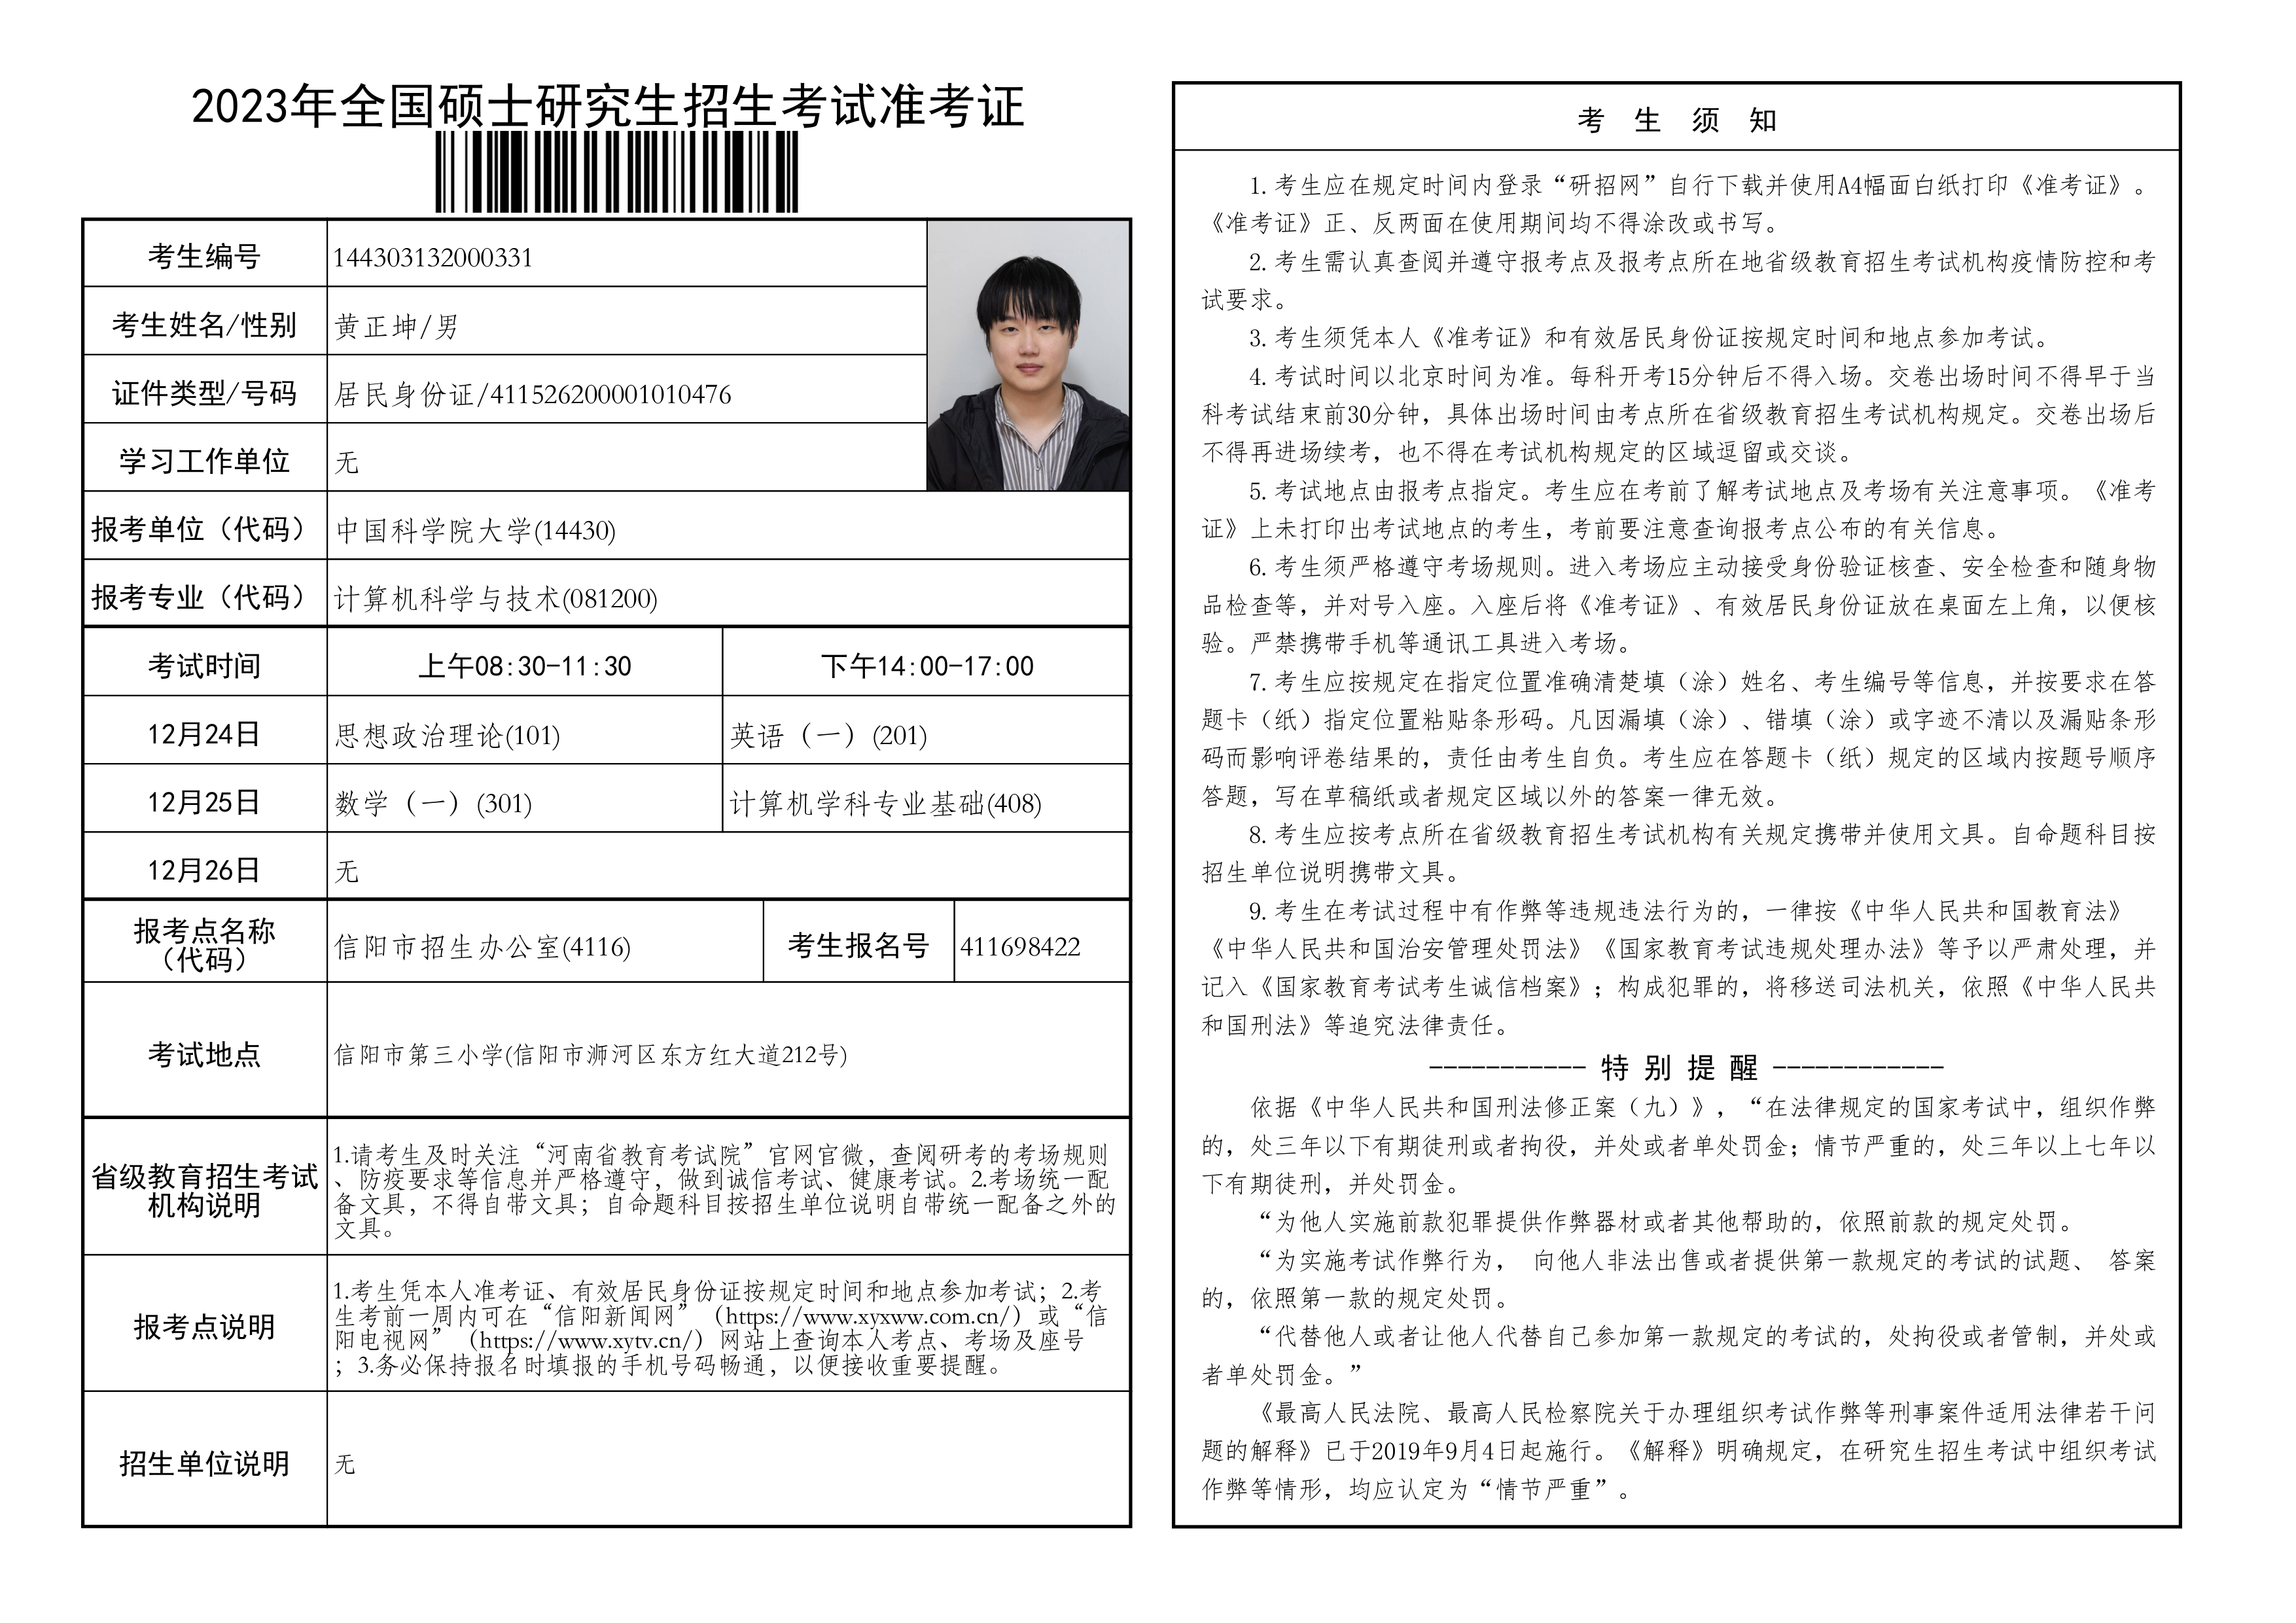 2023年全国硕士研究生招生考试准考证
考生编号
144303132000331
考生姓名/性别
黄正坤/男
证件类型/号码
居民身份证/411526200001010476
学习工作单位
无
报考单位（代码）
中国科学院大学(14430)
报考专业（代码）
计算机科学与技术(081200)
考试时间
上午08:30-11:30
下午14:00-17:00
12月24日
思想政治理论(101)
英语（一）(201)
12月25日
数学（一）(301)
计算机学科专业基础(408)
12月26日
无
报考点名称
（代码）
信阳市招生办公室(4116)
考生报名号
411698422
考试地点
信阳市第三小学(信阳市浉河区东方红大道212号)
省级教育招生考试
机构说明
1.请考生及时关注“河南省教育考试院”官网官微，查阅研考的考场规则
、防疫要求等信息并严格遵守，做到诚信考试、健康考试。2.考场统一配
备文具，不得自带文具；自命题科目按招生单位说明自带统一配备之外的
文具。
报考点说明
1.考生凭本人准考证、有效居民身份证按规定时间和地点参加考试；2.考
生考前一周内可在“信阳新闻网”（https://www.xyxww.com.cn/）或“信
阳电视网”（https://www.xytv.cn/）网站上查询本人考点、考场及座号
；3.务必保持报名时填报的手机号码畅通，以便接收重要提醒。
招生单位说明
无
考 生 须 知
1.考生应在规定时间内登录“研招网”自行下载并使用A4幅面白纸打印《准考证》。
《准考证》正、反两面在使用期间均不得涂改或书写。
2.考生需认真查阅并遵守报考点及报考点所在地省级教育招生考试机构疫情防控和考
试要求。
3.考生须凭本人《准考证》和有效居民身份证按规定时间和地点参加考试。
4.考试时间以北京时间为准。每科开考15分钟后不得入场。交卷出场时间不得早于当
科考试结束前30分钟，具体出场时间由考点所在省级教育招生考试机构规定。交卷出场后
不得再进场续考，也不得在考试机构规定的区域逗留或交谈。
5.考试地点由报考点指定。考生应在考前了解考试地点及考场有关注意事项。《准考
证》上未打印出考试地点的考生，考前要注意查询报考点公布的有关信息。
6.考生须严格遵守考场规则。进入考场应主动接受身份验证核查、安全检查和随身物
品检查等，并对号入座。入座后将《准考证》、有效居民身份证放在桌面左上角，以便核
验。严禁携带手机等通讯工具进入考场。
7.考生应按规定在指定位置准确清楚填（涂）姓名、考生编号等信息，并按要求在答
题卡（纸）指定位置粘贴条形码。凡因漏填（涂）、错填（涂）或字迹不清以及漏贴条形
码而影响评卷结果的，责任由考生自负。考生应在答题卡（纸）规定的区域内按题号顺序
答题，写在草稿纸或者规定区域以外的答案一律无效。
8.考生应按考点所在省级教育招生考试机构有关规定携带并使用文具。自命题科目按
招生单位说明携带文具。
9.考生在考试过程中有作弊等违规违法行为的，一律按《中华人民共和国教育法》
《中华人民共和国治安管理处罚法》《国家教育考试违规处理办法》等予以严肃处理，并
记入《国家教育考试考生诚信档案》；构成犯罪的，将移送司法机关，依照《中华人民共
和国刑法》等追究法律责任。
----------- 特 别 提 醒 ------------
依据《中华人民共和国刑法修正案（九）》，“在法律规定的国家考试中，组织作弊
的，处三年以下有期徒刑或者拘役，并处或者单处罚金；情节严重的，处三年以上七年以
下有期徒刑，并处罚金。
“为他人实施前款犯罪提供作弊器材或者其他帮助的，依照前款的规定处罚。
“为实施考试作弊行为， 向他人非法出售或者提供第一款规定的考试的试题、 答案
的，依照第一款的规定处罚。
“代替他人或者让他人代替自己参加第一款规定的考试的，处拘役或者管制，并处或
者单处罚金。”
《最高人民法院、最高人民检察院关于办理组织考试作弊等刑事案件适用法律若干问
题的解释》已于2019年9月4日起施行。《解释》明确规定，在研究生招生考试中组织考试
作弊等情形，均应认定为“情节严重”。